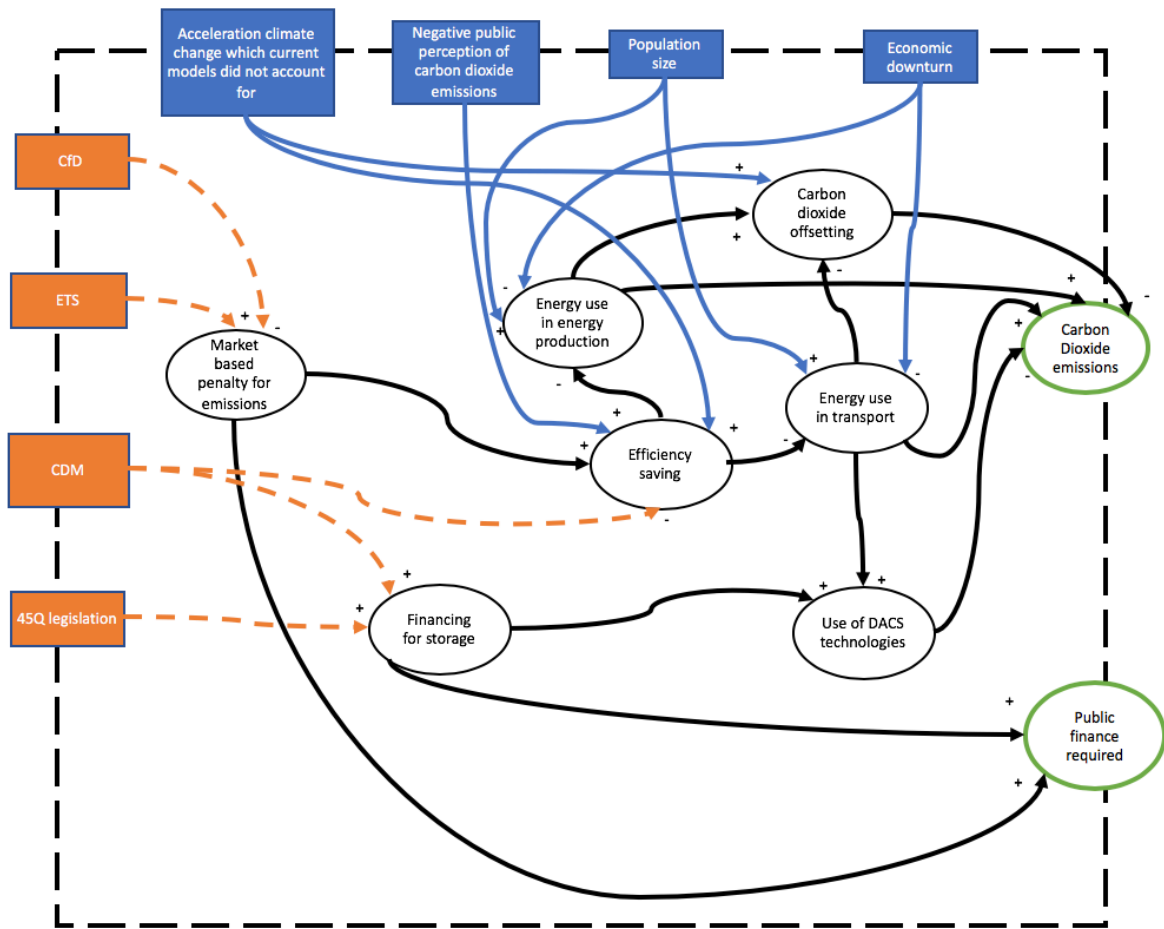 Acceleration climate
change which current
models did not account
for
Negative public
perception of
carbon dioxide
emissions
Population
size
Economic
downturn
CfD
+
Carbon
dioxide
offsetting
+
-
ETS
-
Energy use
in energy
production
+
+
-
+
-
Market
based
penalty for
emissions
+
Carbon
Dioxide
emissions
-
+
-
Energy use
in transport
-
+
+
+
-
CDM
Efficiency
saving
-
+
+
45Q legislation
Financing
for storage
+
+
Use of DACS
technologies
+
Public
finance
required
+